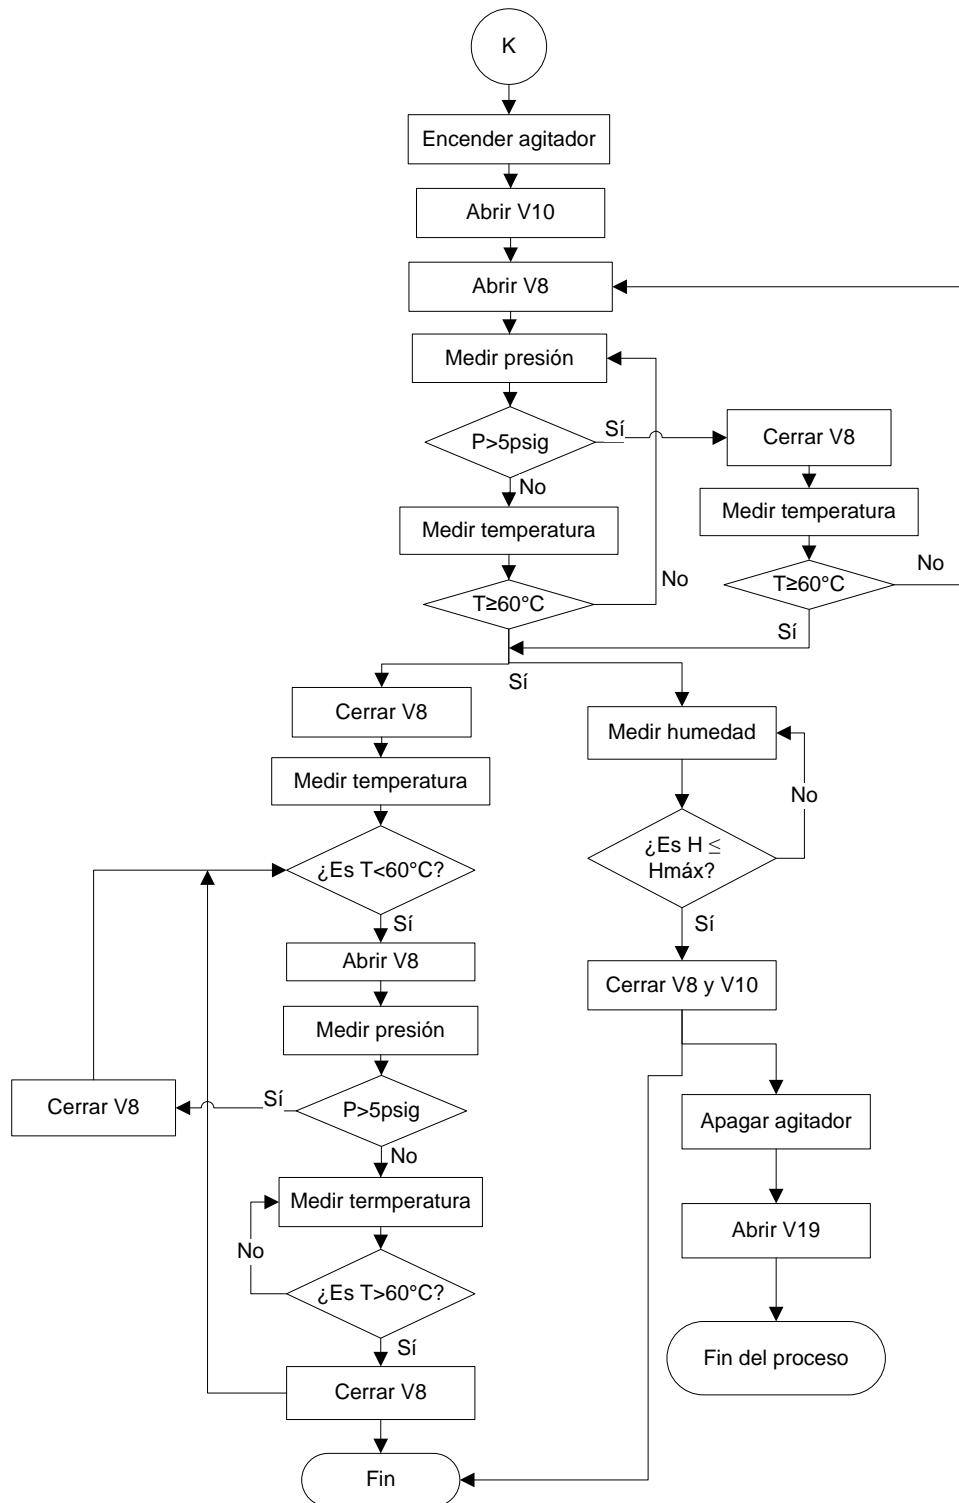 K
Encender agitador
Abrir V10
Abrir V8
Medir presión
P>5psig
Sí
Cerrar V8
No
Medir temperatura
Medir temperatura
T≥60°C
No
T≥60°C
No
Sí
Sí
Cerrar V8
Medir humedad
Medir temperatura
No
¿Es T<60°C?
¿Es H ≤
Hmáx?
Sí
Sí
Abrir V8
Cerrar V8 y V10
Medir presión
Cerrar V8
Sí
P>5psig
Apagar agitador
No
Medir termperatura
Abrir V19
No
¿Es T>60°C?
Sí
Fin del proceso
Cerrar V8
Fin